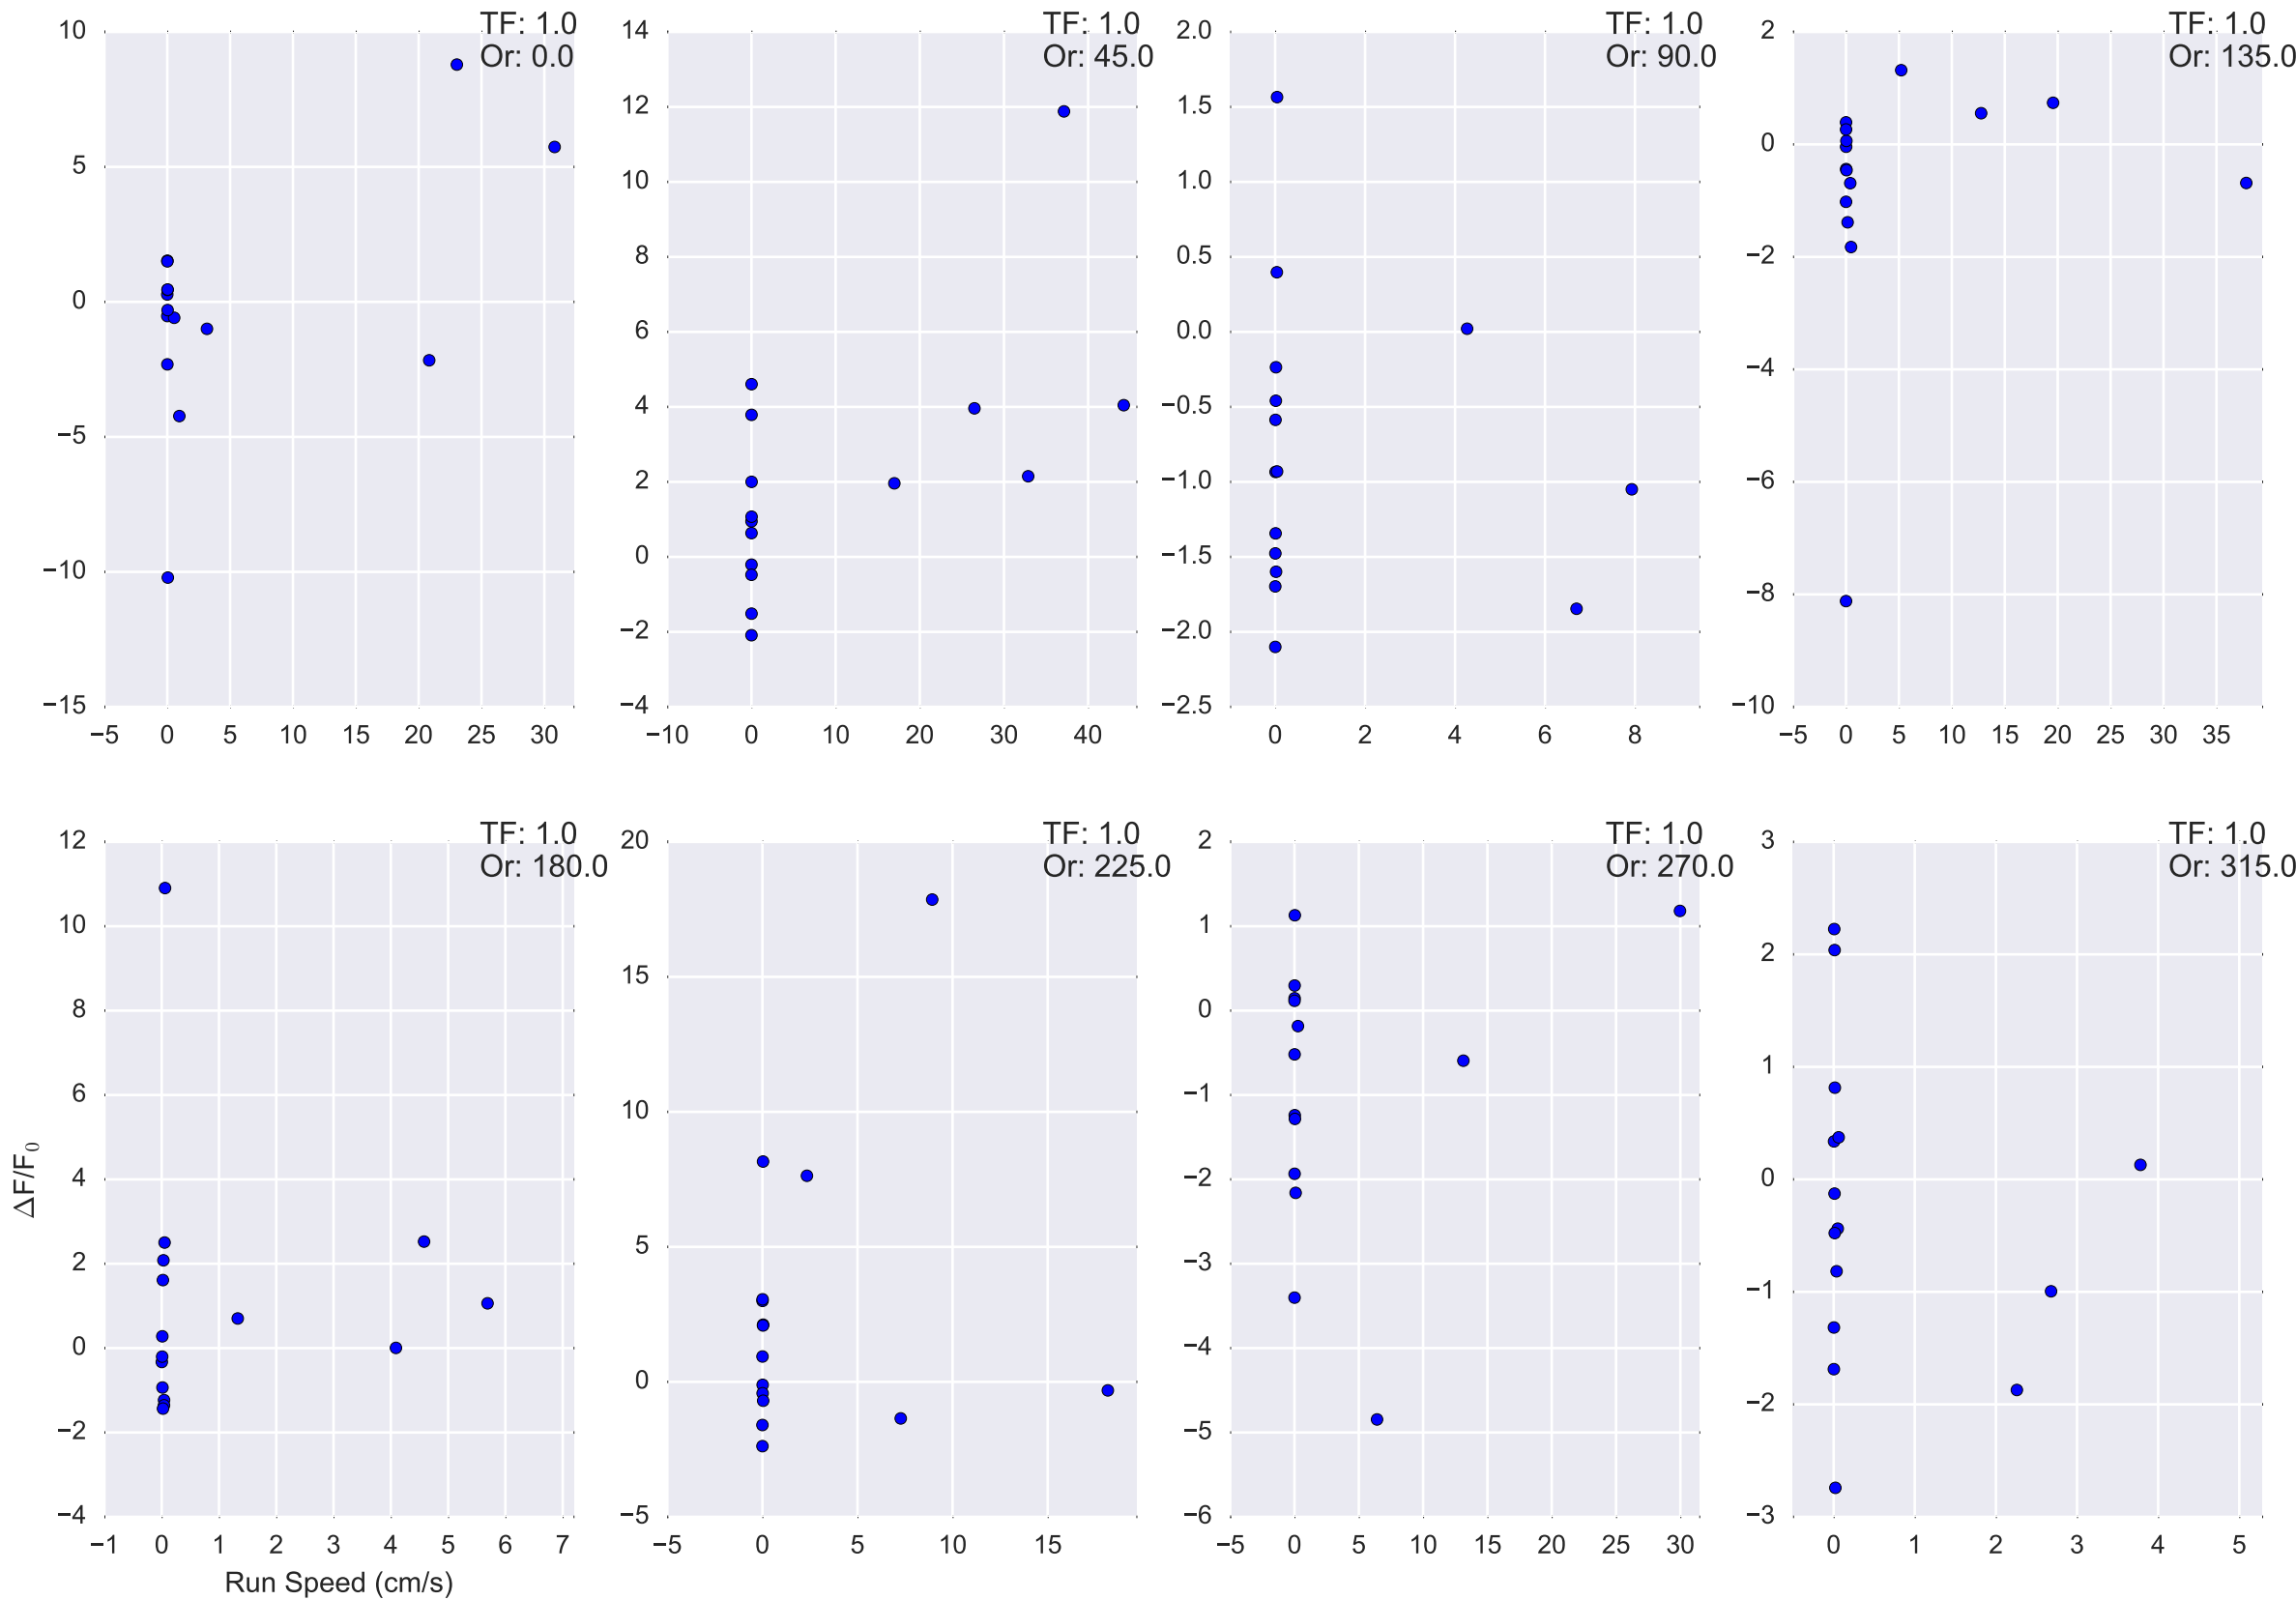 TF: 1.0
Or: 0.0
10
5
0
−5
−10
−15
−5 0 5 10 15 20 25 30
TF: 1.0
Or: 45.0
14
12
10
8
6
4
2
0
−2
−4
−10 0 10 20 30 40
TF: 1.0
Or: 90.0
2.0
1.5
1.0
0.5
0.0
−0.5
−1.0
−1.5
−2.0
−2.5
0 2 4 6 8
TF: 1.0
Or: 135.0
2
0
−2
−4
−6
−8
−10
−5 0 5 10 15 20 25 30 35
TF: 1.0
Or: 180.0
12
10
8
6
4
2
0
−2
−4
ΔF/F₀
−1 0 1 2 3 4 5 6 7
Run Speed (cm/s)
TF: 1.0
Or: 225.0
20
15
10
5
0
−5
−5 0 5 10 15
TF: 1.0
Or: 270.0
2
1
0
−1
−2
−3
−4
−5
−6
−5 0 5 10 15 20 25 30
TF: 1.0
Or: 315.0
3
2
1
0
−1
−2
−3
0 1 2 3 4 5